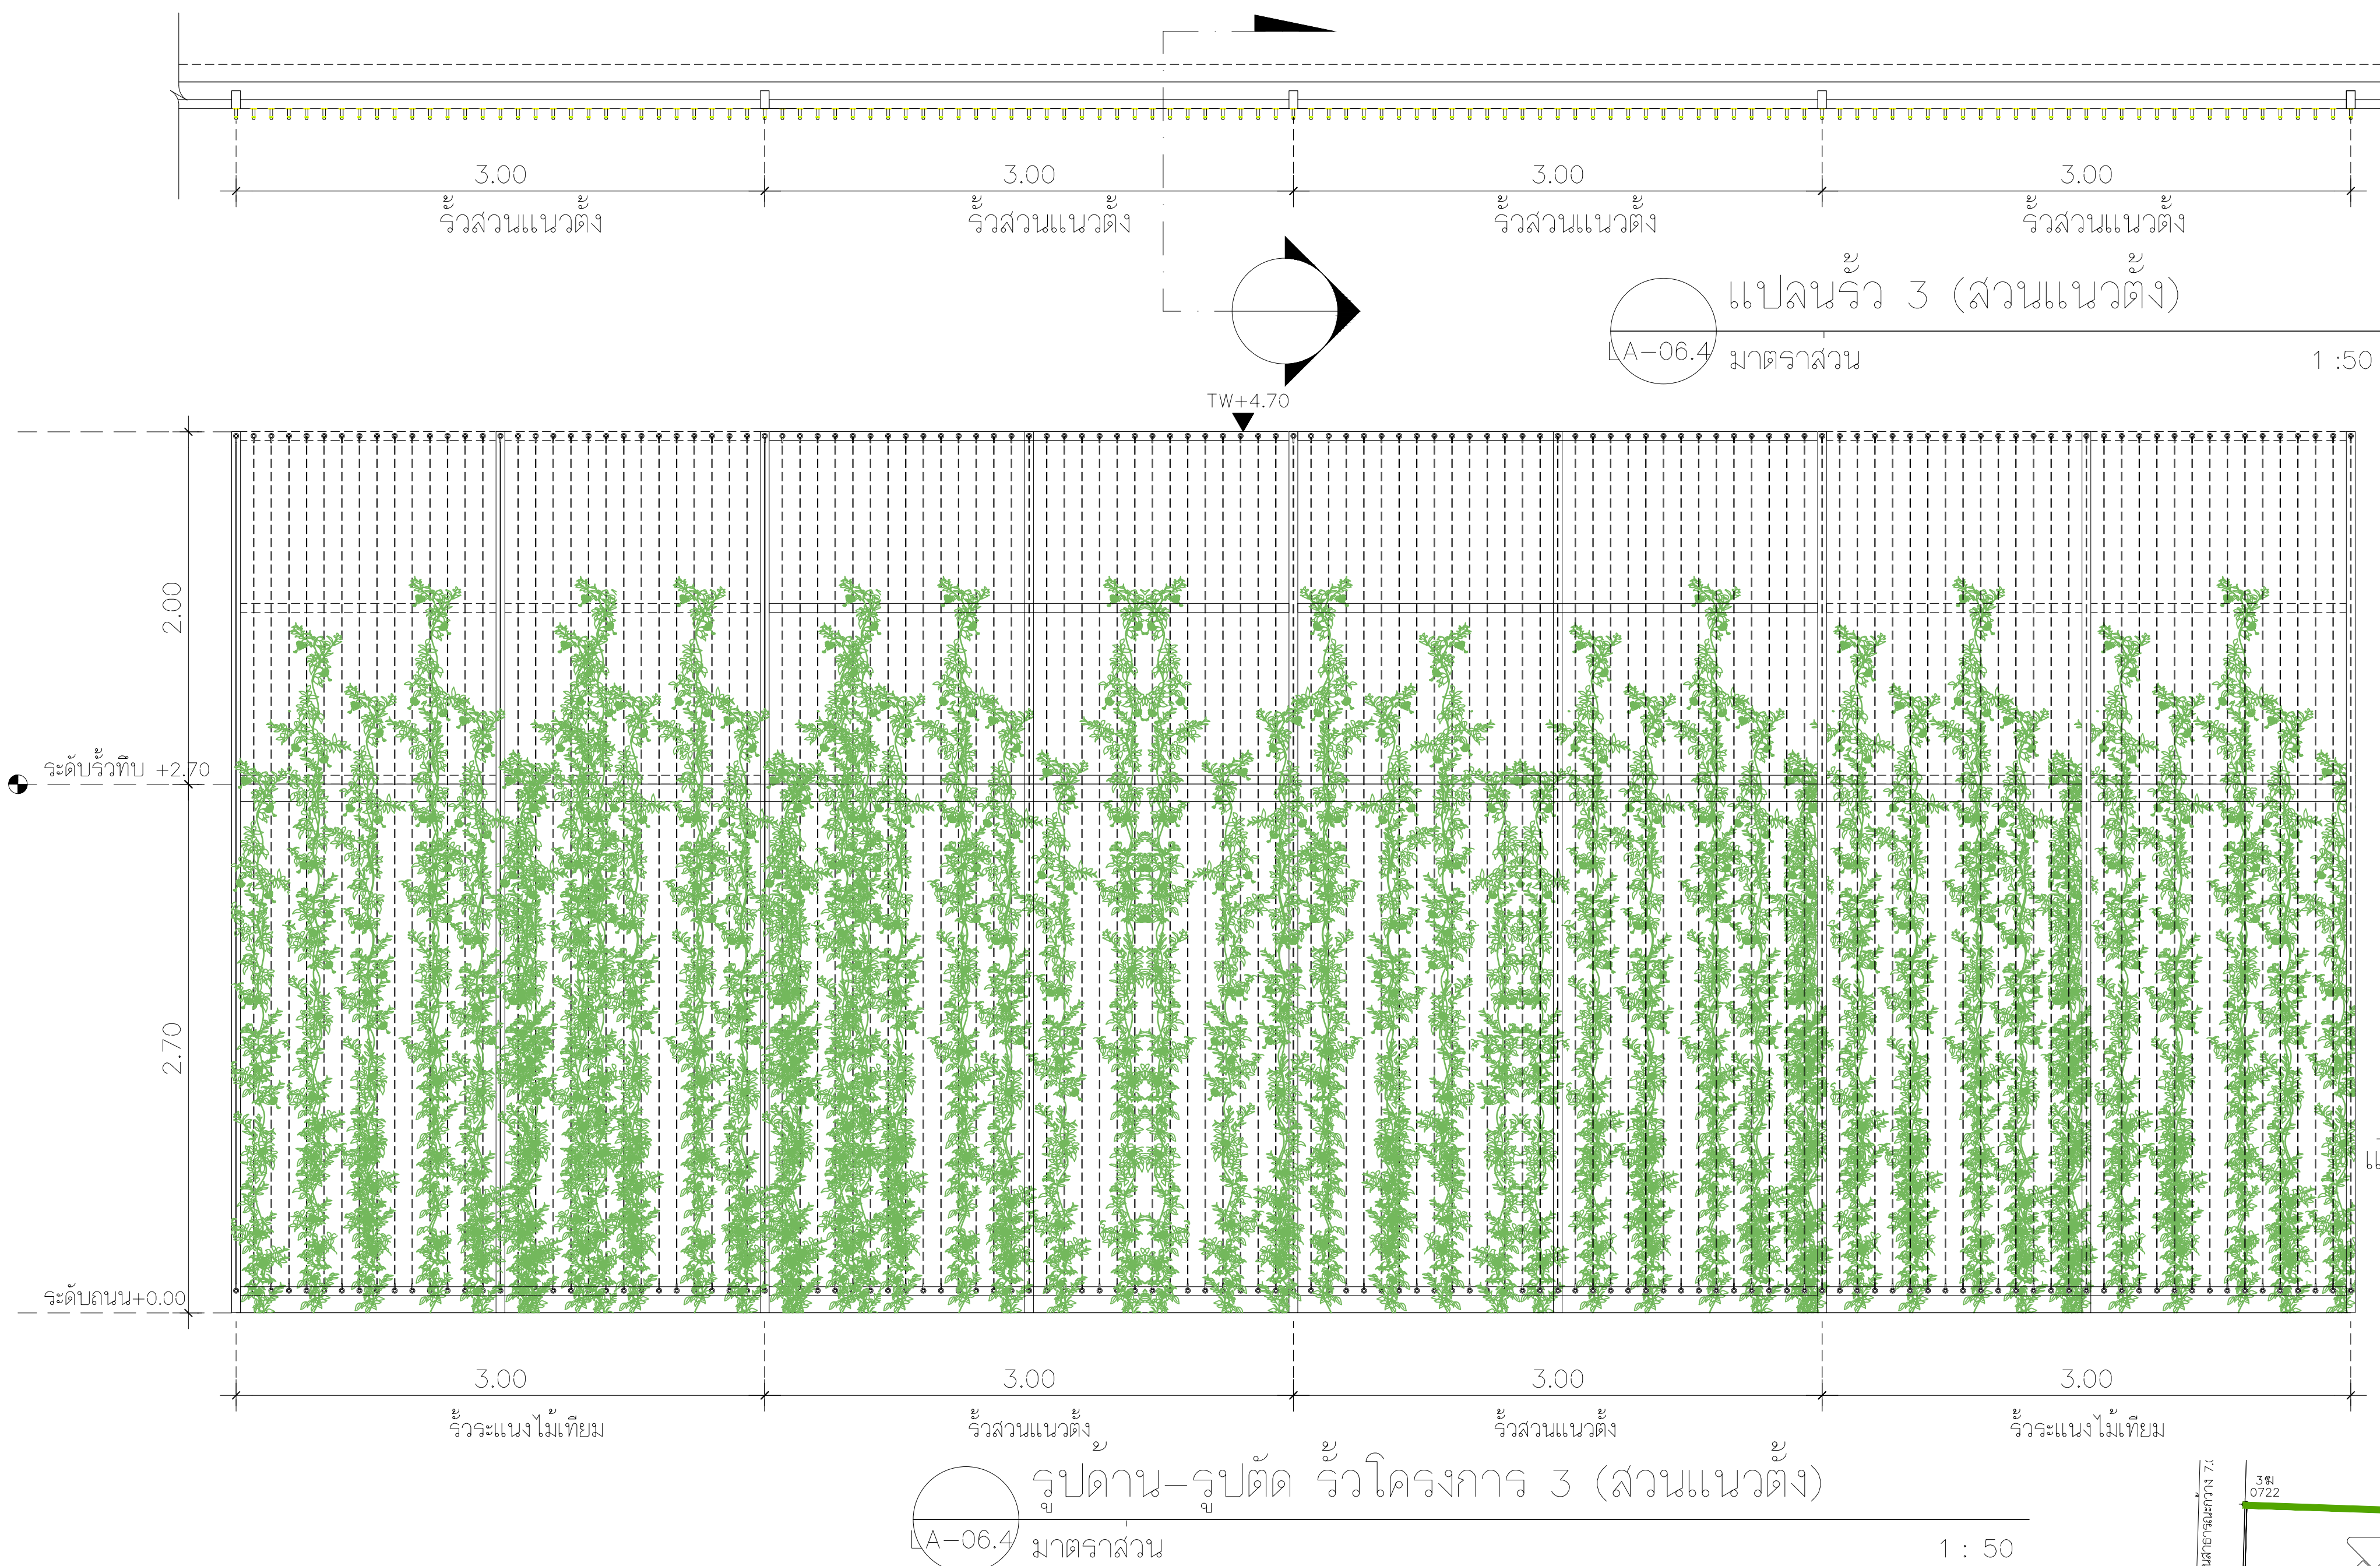 3.00 3.00 3.00 3.00
รั้วสวนแนวตั้ง รั้วสวนแนวตั้ง รั้วสวนแนวตั้ง รั้วสวนแนวตั้ง
แปลนรั้ว 3 (สวนแนวตั้ง)
LA-06.4 มาตราส่วน 1 :50
TW+4.70
2.00
ระดับรั้วทึบ +2.70
2.70
ระดับถนน+0.00
3.00 3.00 3.00 3.00
รั้วระแนงไม้เทียม รั้วสวนแนวตั้ง รั้วสวนแนวตั้ง รั้วระแนงไม้เทียม
รูปด้าน-รูปตัด รั้วโครงการ 3 (สวนแนวตั้ง)
LA-06.4 มาตราส่วน 1 : 50
0722